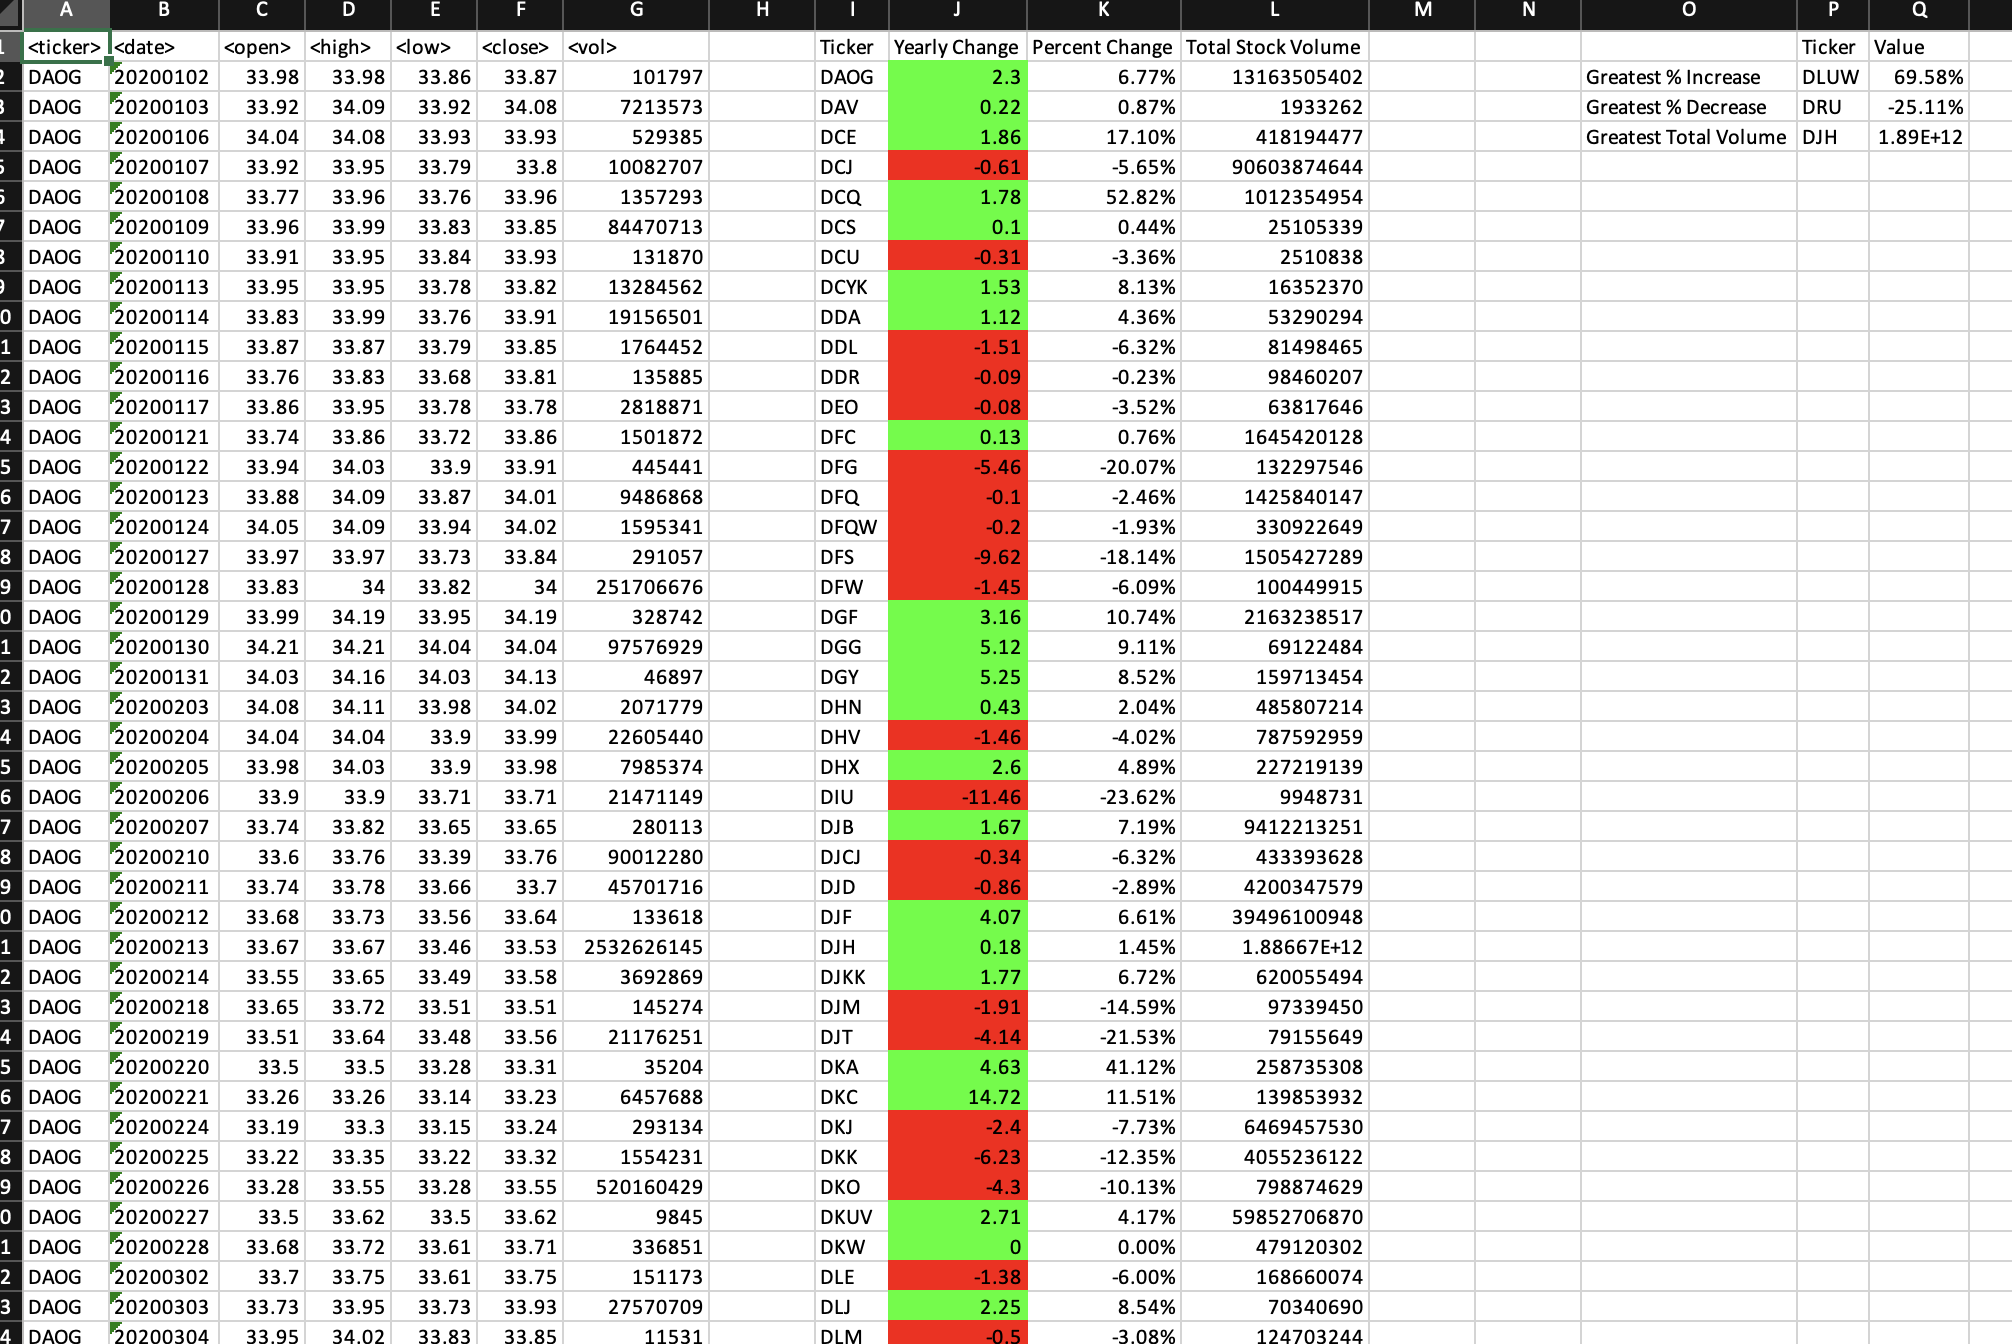 A B C D E F G H I J K L M N O P Q
1 <ticker> <date> <open> <high> <low> <close> <vol> Ticker Yearly Change Percent Change Total Stock Volume Ticker Value
2 DAOG 20200102 33.98 33.98 33.86 33.87 101797 DAOG 2.3 6.77% 13163505402 Greatest % Increase DLUW 69.58%
3 DAOG 20200103 33.92 34.09 33.92 34.08 7213573 DAV 0.22 0.87% 1933262 Greatest % Decrease DRU -25.11%
4 DAOG 20200106 34.04 34.08 33.93 33.93 529385 DCE 1.86 17.10% 418194477 Greatest Total Volume DJH 1.89E+12
5 DAOG 20200107 33.92 33.95 33.79 33.8 10082707 DCJ -0.61 -5.65% 90603874644
6 DAOG 20200108 33.77 33.96 33.76 33.96 1357293 DCQ 1.78 52.82% 1012354954
7 DAOG 20200109 33.96 33.99 33.83 33.85 84470713 DCS 0.1 0.44% 25105339
8 DAOG 20200110 33.91 33.95 33.84 33.93 131870 DCU -0.31 -3.36% 2510838
9 DAOG 20200113 33.95 33.95 33.78 33.82 13284562 DCYK 1.53 8.13% 16352370
0 DAOG 20200114 33.83 33.99 33.76 33.91 19156501 DDA 1.12 4.36% 53290294
1 DAOG 20200115 33.87 33.87 33.79 33.85 1764452 DDL -1.51 -6.32% 81498465
2 DAOG 20200116 33.76 33.83 33.68 33.81 135885 DDR -0.09 -0.23% 98460207
3 DAOG 20200117 33.86 33.95 33.78 33.78 2818871 DEO -0.08 -3.52% 63817646
4 DAOG 20200121 33.74 33.86 33.72 33.86 1501872 DFC 0.13 0.76% 1645420128
5 DAOG 20200122 33.94 34.03 33.9 33.91 445441 DFG -5.46 -20.07% 132297546
6 DAOG 20200123 33.88 34.09 33.87 34.01 9486868 DFQ -0.1 -2.46% 1425840147
7 DAOG 20200124 34.05 34.09 33.94 34.02 1595341 DFQW -0.2 -1.93% 330922649
8 DAOG 20200127 33.97 33.97 33.73 33.84 291057 DFS -9.62 -18.14% 1505427289
9 DAOG 20200128 33.83 34 33.82 34 251706676 DFW -1.45 -6.09% 100449915
0 DAOG 20200129 33.99 34.19 33.95 34.19 328742 DGF 3.16 10.74% 2163238517
1 DAOG 20200130 34.21 34.21 34.04 34.04 97576929 DGG 5.12 9.11% 69122484
2 DAOG 20200131 34.03 34.16 34.03 34.13 46897 DGY 5.25 8.52% 159713454
3 DAOG 20200203 34.08 34.11 33.98 34.02 2071779 DHN 0.43 2.04% 485807214
4 DAOG 20200204 34.04 34.04 33.9 33.99 22605440 DHV -1.46 -4.02% 787592959
5 DAOG 20200205 33.98 34.03 33.9 33.98 7985374 DHX 2.6 4.89% 227219139
6 DAOG 20200206 33.9 33.9 33.71 33.71 21471149 DIU -11.46 -23.62% 9948731
7 DAOG 20200207 33.74 33.82 33.65 33.65 280113 DJB 1.67 7.19% 9412213251
8 DAOG 20200210 33.6 33.76 33.39 33.76 90012280 DJCJ -0.34 -6.32% 433393628
9 DAOG 20200211 33.74 33.78 33.66 33.7 45701716 DJD -0.86 -2.89% 4200347579
0 DAOG 20200212 33.68 33.73 33.56 33.64 133618 DJF 4.07 6.61% 39496100948
1 DAOG 20200213 33.67 33.67 33.46 33.53 2532626145 DJH 0.18 1.45% 1.88667E+12
2 DAOG 20200214 33.55 33.65 33.49 33.58 3692869 DJKK 1.77 6.72% 620055494
3 DAOG 20200218 33.65 33.72 33.51 33.51 145274 DJM -1.91 -14.59% 97339450
4 DAOG 20200219 33.51 33.64 33.48 33.56 21176251 DJT -4.14 -21.53% 79155649
5 DAOG 20200220 33.5 33.5 33.28 33.31 35204 DKA 4.63 41.12% 258735308
6 DAOG 20200221 33.26 33.26 33.14 33.23 6457688 DKC 14.72 11.51% 139853932
7 DAOG 20200224 33.19 33.3 33.15 33.24 293134 DKJ -2.4 -7.73% 6469457530
8 DAOG 20200225 33.22 33.35 33.22 33.32 1554231 DKK -6.23 -12.35% 4055236122
9 DAOG 20200226 33.28 33.55 33.28 33.55 520160429 DKO -4.3 -10.13% 798874629
0 DAOG 20200227 33.5 33.62 33.5 33.62 9845 DKUV 2.71 4.17% 59852706870
1 DAOG 20200228 33.68 33.72 33.61 33.71 336851 DKW 0 0.00% 479120302
2 DAOG 20200302 33.7 33.75 33.61 33.75 151173 DLE -1.38 -6.00% 168660074
3 DAOG 20200303 33.73 33.95 33.73 33.93 27570709 DLJ 2.25 8.54% 70340690
4 DAOG 20200304 33.95 34.02 33.83 33.85 11531 DLM -0.5 -3.08% 124703244